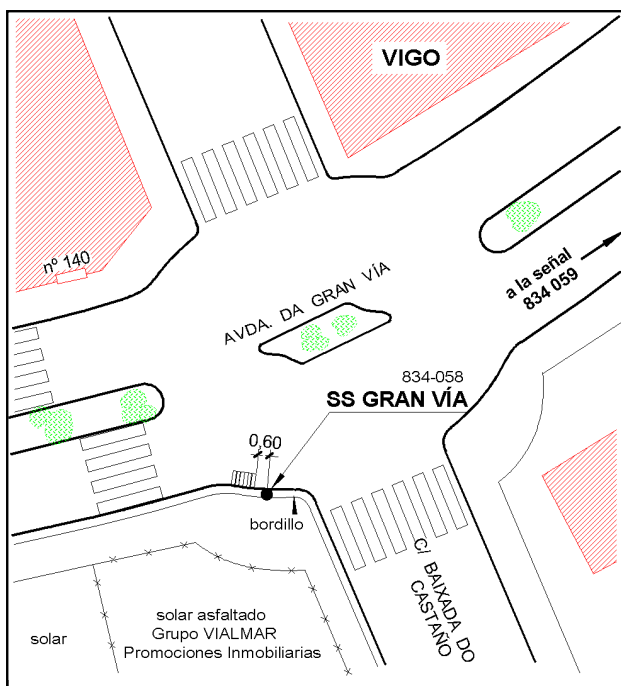 VIGO
nº 140
a la señal
834 059
AVDA. DA GRAN VÍA
834-058
SS GRAN VÍA
0,60
bordillo
C/ BAIXADA DO
CASTAÑO
solar asfaltado
Grupo VIALMAR
Promociones Inmobiliarias
solar